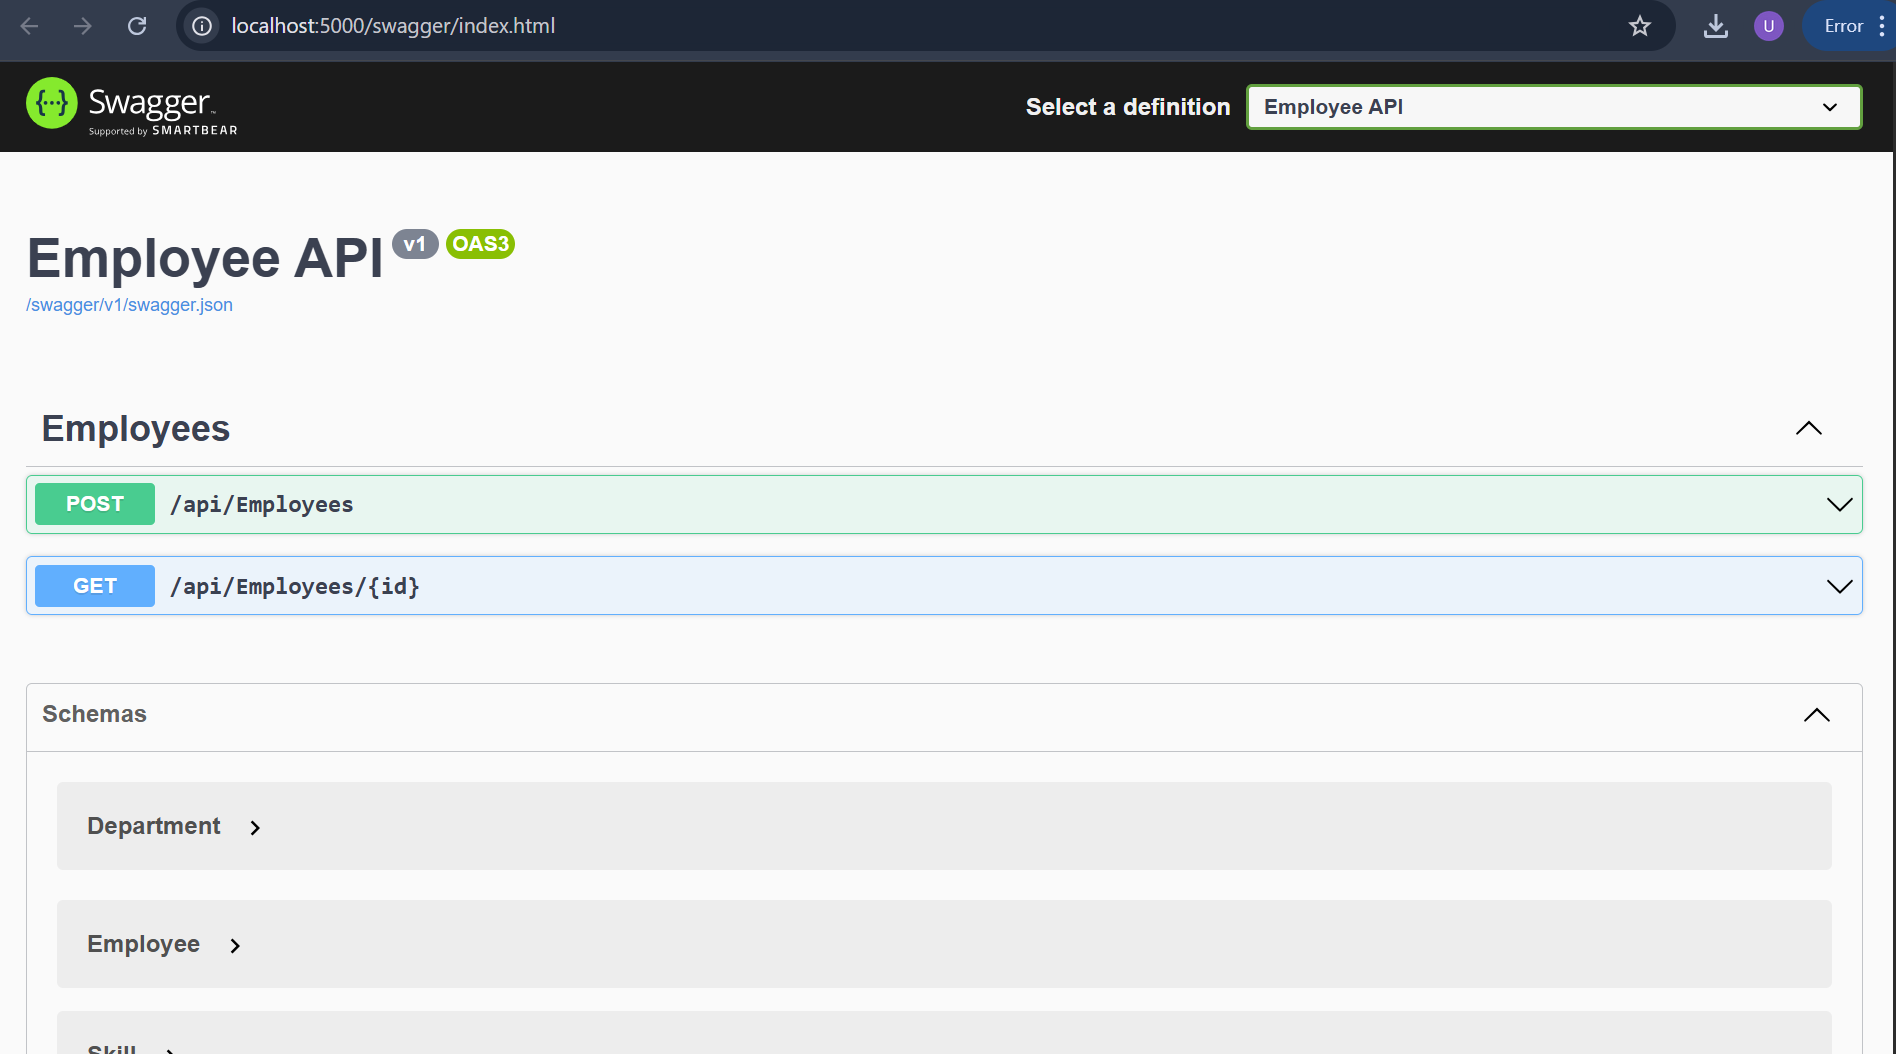 localhost:5000/swagger/index.html
U
Error
{···}
Swagger™
Supported by SMARTBEAR
Select a definition
Employee API
Employee API v1 OAS3
/swagger/v1/swagger.json
Employees
POST /api/Employees
GET /api/Employees/{id}
Schemas
Department
Employee
Skill